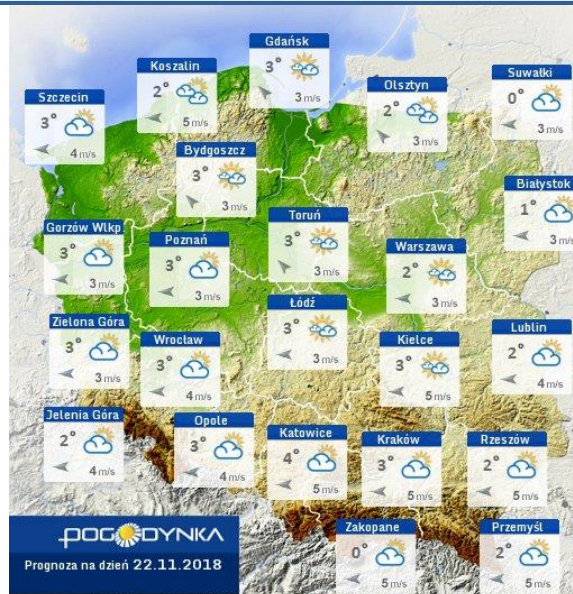 Gdańsk
3°
3 m/s
Koszalin
2°
5 m/s
Suwałki
0°
3 m/s
Olsztyn
2°
3 m/s
Szczecin
3°
4 m/s
Bydgoszcz
3°
3 m/s
Białystok
1°
3 m/s
Toruń
3°
3 m/s
Gorzów Wlkp
3°
3 m/s
Poznań
3°
3 m/s
Warszawa
2°
3 m/s
Łódź
3°
3 m/s
Zielona Góra
3°
3 m/s
Lublin
2°
4 m/s
Wrocław
3°
4 m/s
Kielce
3°
5 m/s
Jelenia Góra
2°
4 m/s
Opole
3°
4 m/s
Katowice
4°
5 m/s
Kraków
3°
5 m/s
Rzeszów
2°
5 m/s
Zakopane
0°
5 m/s
Przemyśl
2°
5 m/s
POGODYNKA
Prognoza na dzień 22.11.2018